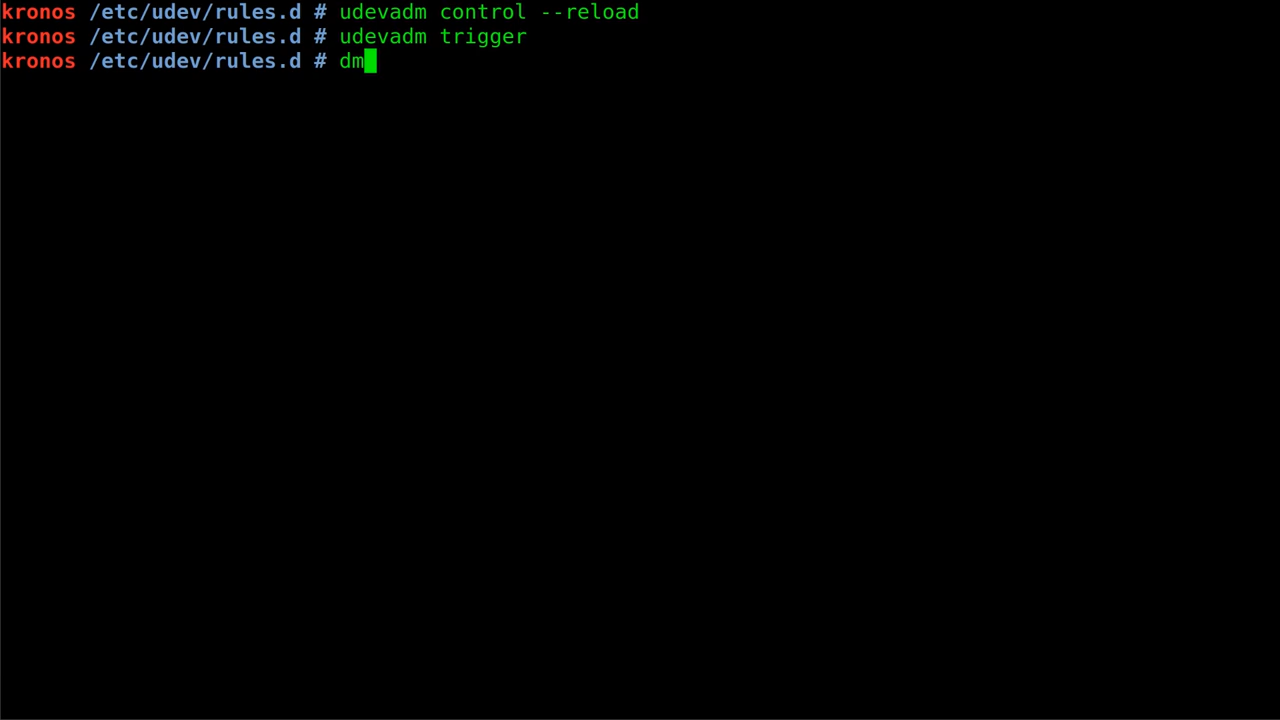 kronos /etc/udev/rules.d # udevadm control --reload
kronos /etc/udev/rules.d # udevadm trigger
kronos /etc/udev/rules.d # dm